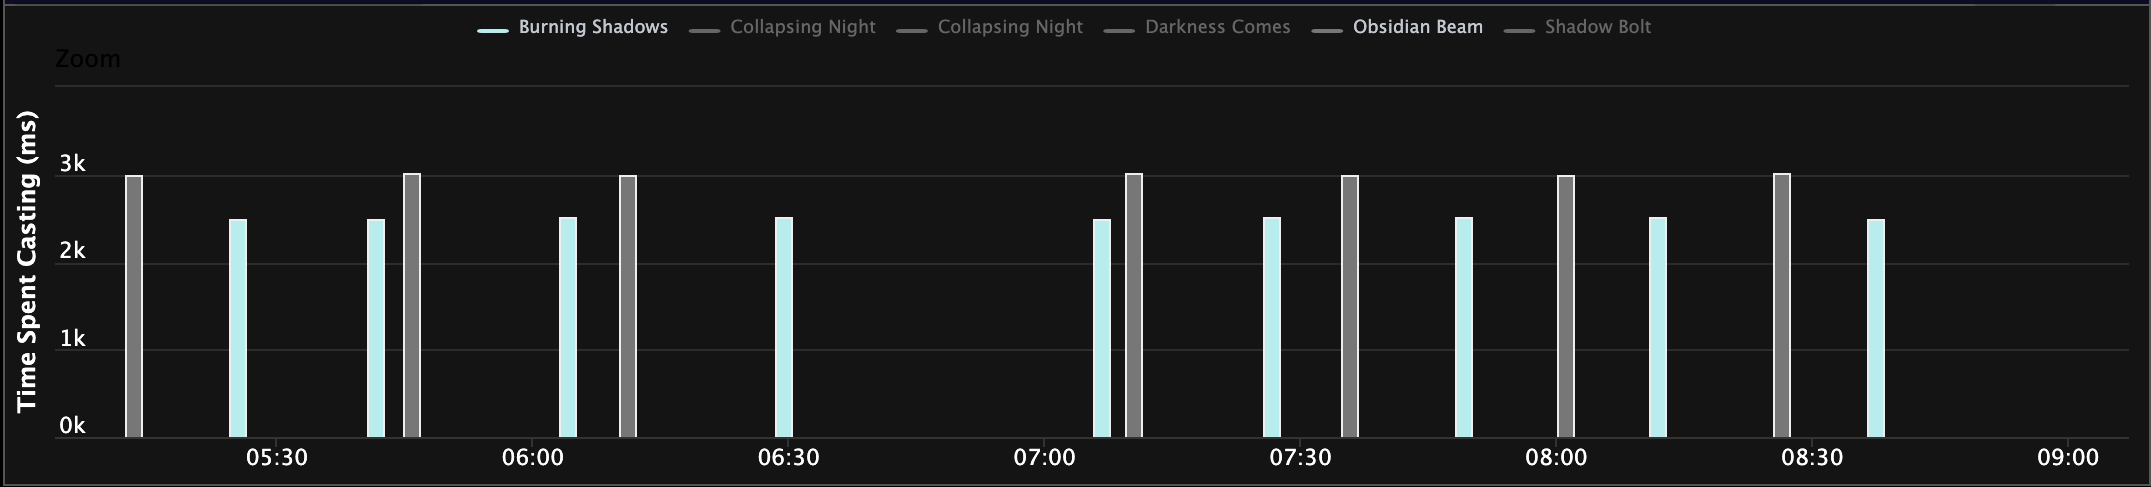 Burning Shadows Collapsing Night Collapsing Night Darkness Comes Obsidian Beam Shadow Bolt
Zoom
Time Spent Casting (ms)
3k
2k
1k
0k
05:30 06:00 06:30 07:00 07:30 08:00 08:30 09:00